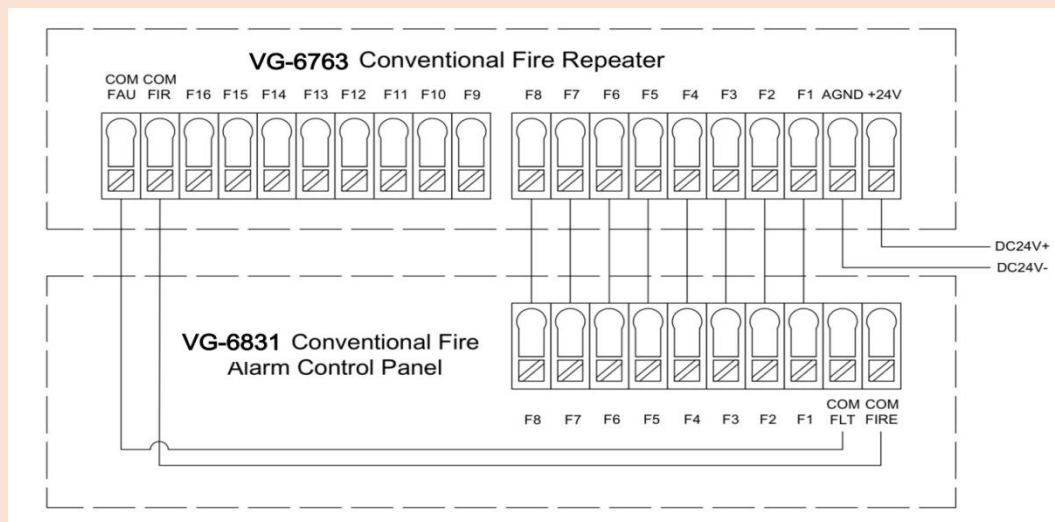 VG-6763 Conventional Fire Repeater
COM COM
FAU FIR F16 F15 F14 F13 F12 F11 F10 F9 F8 F7 F6 F5 F4 F3 F2 F1 AGND +24V
DC24V+
DC24V-
VG-6831 Conventional Fire
Alarm Control Panel
COM COM
F8 F7 F6 F5 F4 F3 F2 F1 FLT FIRE